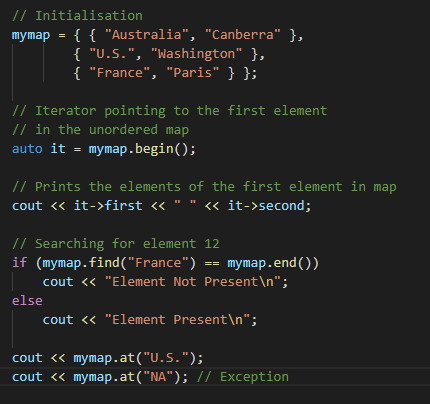 // Initialisation
mymap = { { "Australia", "Canberra" },
        { "U.S.", "Washington" },
        { "France", "Paris" } };

// Iterator pointing to the first element
// in the unordered map
auto it = mymap.begin();

// Prints the elements of the first element in map
cout << it->first << " " << it->second;

// Searching for element 12
if (mymap.find("France") == mymap.end())
    cout << "Element Not Present\n";
else
    cout << "Element Present\n";

cout << mymap.at("U.S.");
cout << mymap.at("NA"); // Exception